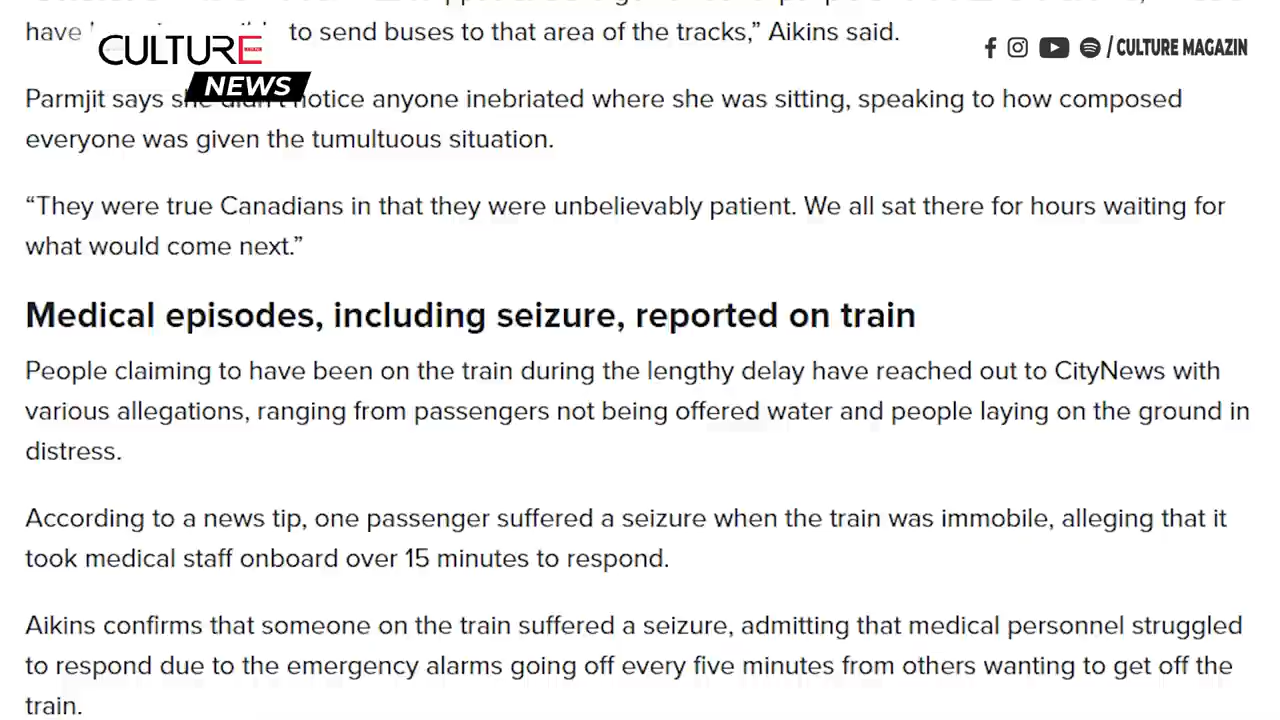 have to send buses to that area of the tracks,” Aikins said.
CULTURE
NEWS
/ CULTURE MAGAZIN
Parmjit says she didn't notice anyone inebriated where she was sitting, speaking to how composed
everyone was given the tumultuous situation.
“They were true Canadians in that they were unbelievably patient. We all sat there for hours waiting for
what would come next.”
Medical episodes, including seizure, reported on train
People claiming to have been on the train during the lengthy delay have reached out to CityNews with
various allegations, ranging from passengers not being offered water and people laying on the ground in
distress.
According to a news tip, one passenger suffered a seizure when the train was immobile, alleging that it
took medical staff onboard over 15 minutes to respond.
Aikins confirms that someone on the train suffered a seizure, admitting that medical personnel struggled
to respond due to the emergency alarms going off every five minutes from others wanting to get off the
train.